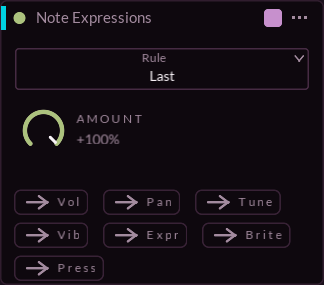 Note Expressions
Rule
Last
AMOUNT
+100%
Vol Pan Tune
Vib Expr Brite
Press